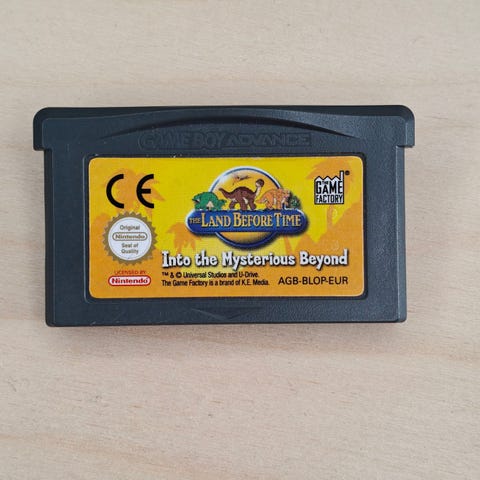 GAME BOY ADVANCE
CE
THE GAME FACTORY
THE LAND BEFORE TIME
Original
Nintendo
Seal of
Quality
Into the Mysterious Beyond
LICENSED BY
Nintendo
™ & © Universal Studios and U-Drive.
The Game Factory is a brand of K.E. Media.
AGB-BLOP-EUR